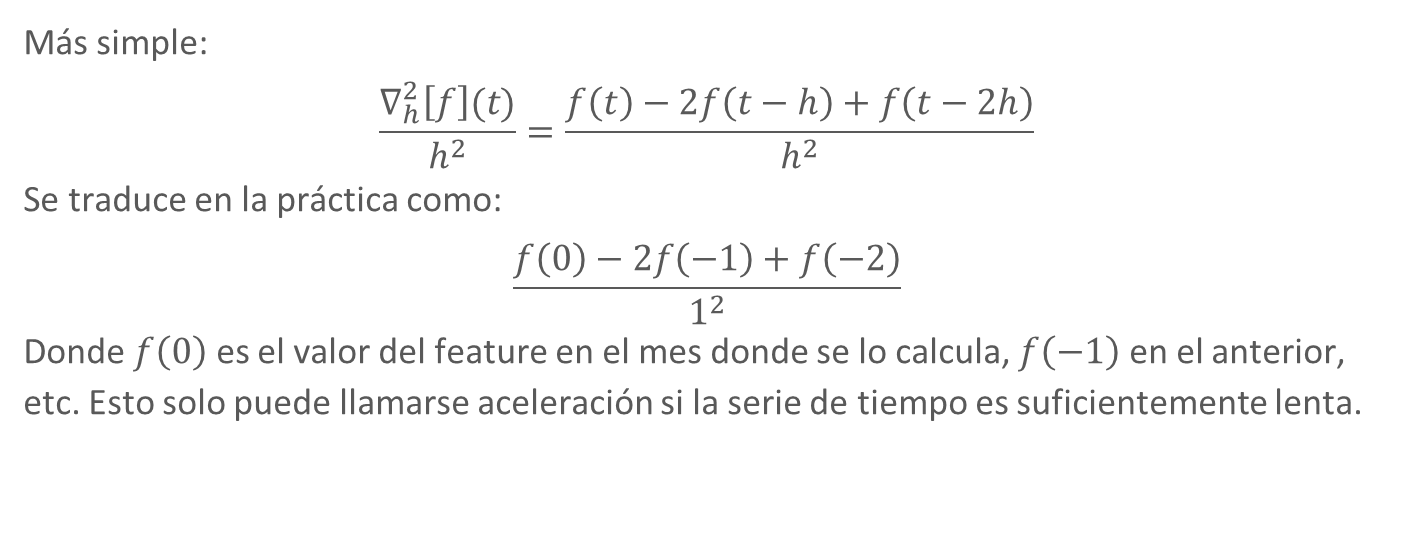 Más simple:
∇²ₕ[f](t) / h² = f(t) − 2f(t − h) + f(t − 2h) / h²
Se traduce en la práctica como:
f(0) − 2f(−1) + f(−2) / 1²
Donde f(0) es el valor del feature en el mes donde se lo calcula, f(−1) en el anterior,
etc. Esto solo puede llamarse aceleración si la serie de tiempo es suficientemente lenta.